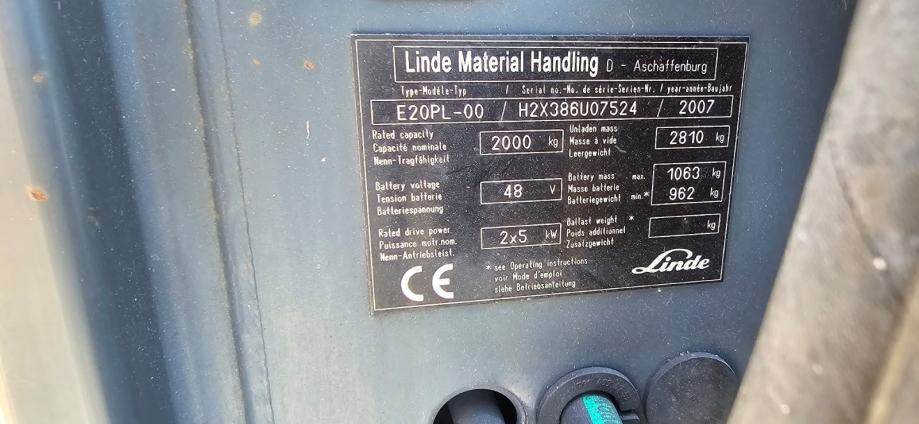 Linde Material Handling D - Aschaffenburg
Type-Modèle-Typ / Serial no.-No. de série-Serien-Nr. / year-année-Baujahr
E20PL-00 / H2X386U07524 / 2007
Rated capacity
Capacité nominale
Nenn-Tragfähigkeit
2000 kg
Unladen mass
Masse à vide
Leergewicht
2810 kg
Battery voltage
Tension batterie
Batteriespannung
48 V
Battery mass max. 1063 kg
Masse batterie
Batteriegewicht min.* 962 kg
Rated drive power
Puissance motr.nom.
Nenn-Antriebsleist.
2x5 kW
Ballast weight *
Poids additionnel
Zusatzgewicht
kg
CE
* see Operating instructions
voir Mode d'emploi
siehe Betriebsanleitung
Linde